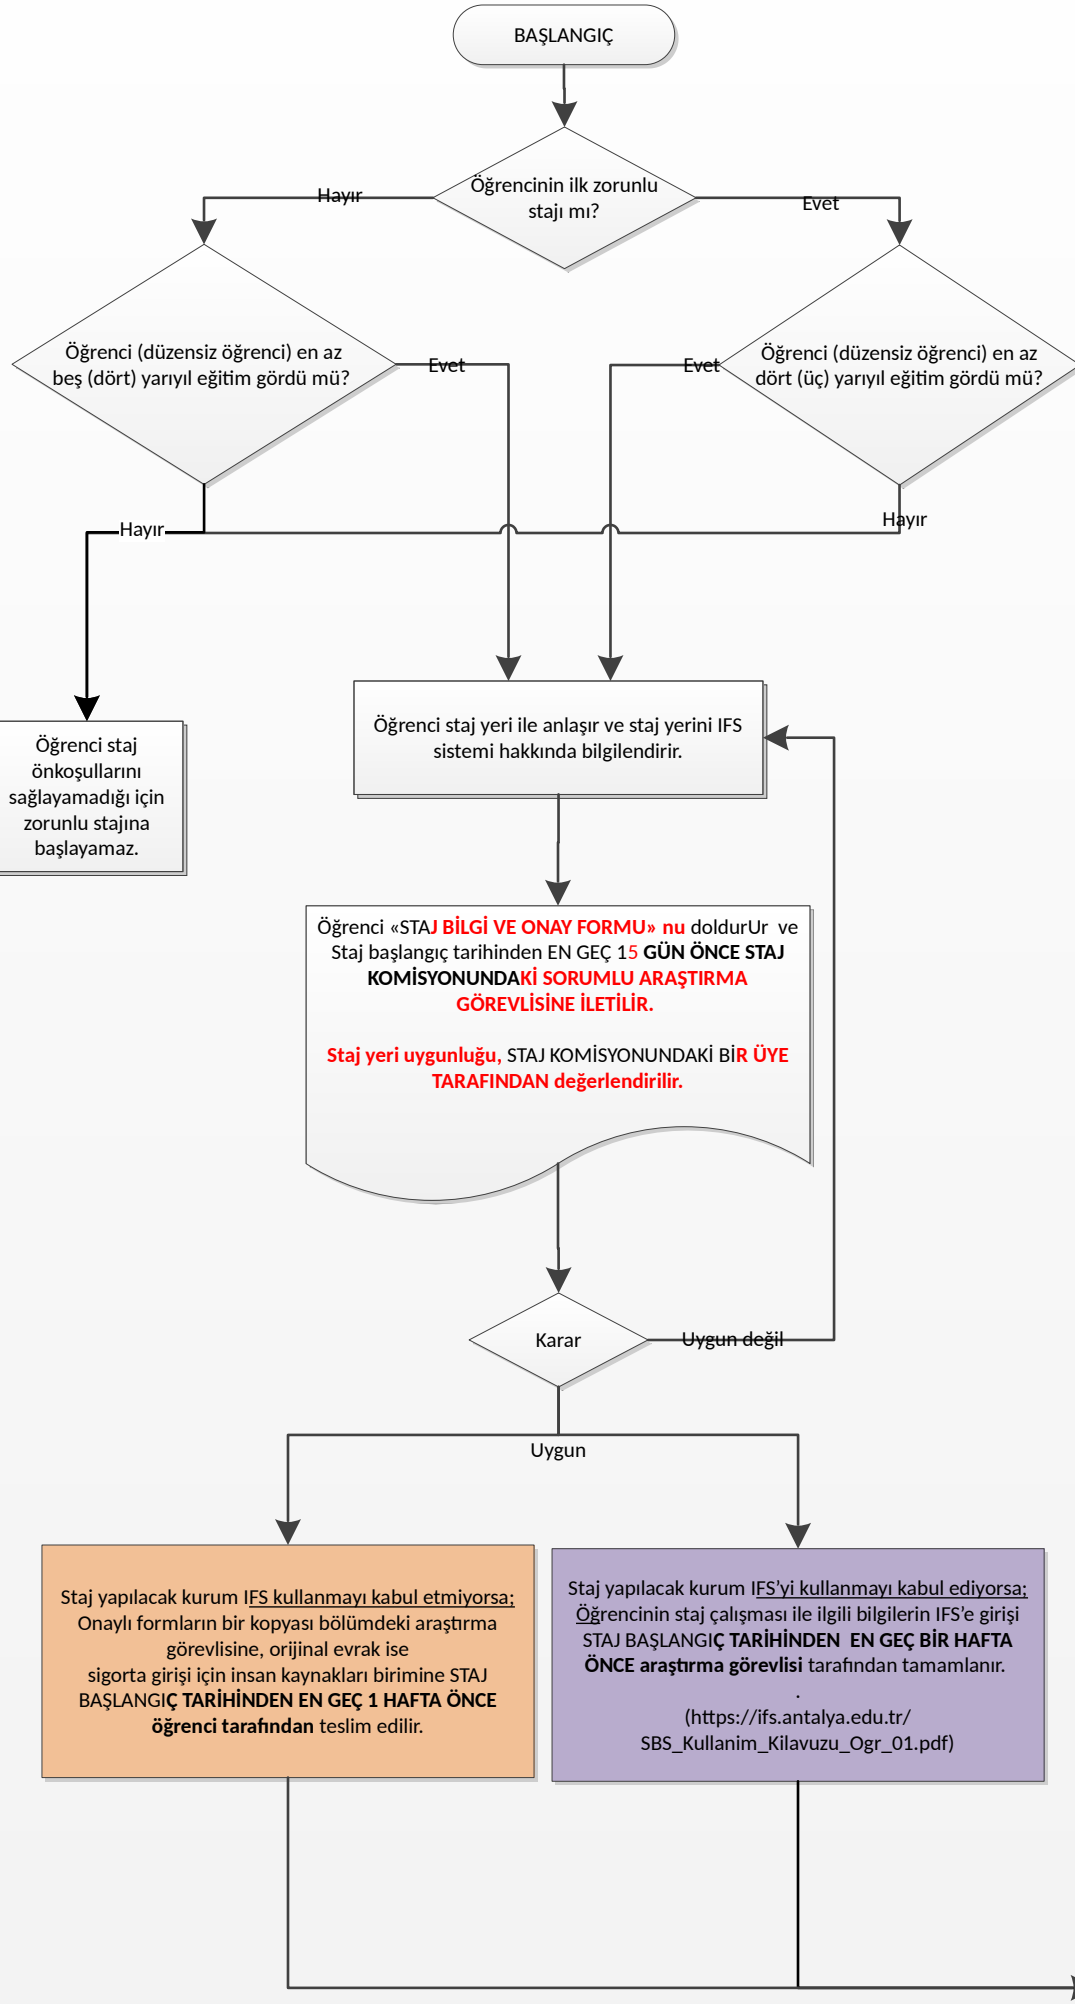 BAŞLANGIÇ
Öğrencinin ilk zorunlu
stajı mı?
Hayır
Evet
Öğrenci (düzensiz öğrenci) en az
beş (dört) yarıyıl eğitim gördü mü?
Evet
Evet
Öğrenci (düzensiz öğrenci) en az
dört (üç) yarıyıl eğitim gördü mü?
Hayır
Hayır
Öğrenci staj yeri ile anlaşır ve staj yerini IFS
sistemi hakkında bilgilendirir.
Öğrenci staj
önkoşullarını
sağlayamadığı için
zorunlu stajına
başlayamaz.
Öğrenci «STAJ BİLGİ VE ONAY FORMU» nu doldurUr  ve
Staj başlangıç tarihinden EN GEÇ 15 GÜN ÖNCE STAJ
KOMİSYONUNDAKİ SORUMLU ARAŞTIRMA
GÖREVLİSİNE İLETİLİR.
Staj yeri uygunluğu, STAJ KOMİSYONUNDAKİ BİR ÜYE
TARAFINDAN değerlendirilir.
Karar
Uygun değil
Uygun
Staj yapılacak kurum IFS kullanmayı kabul etmiyorsa;
Onaylı formların bir kopyası bölümdeki araştırma
görevlisine, orijinal evrak ise
sigorta girişi için insan kaynakları birimine STAJ
BAŞLANGIÇ TARİHİNDEN EN GEÇ 1 HAFTA ÖNCE
öğrenci tarafından teslim edilir.
Staj yapılacak kurum IFS’yi kullanmayı kabul ediyorsa;
Öğrencinin staj çalışması ile ilgili bilgilerin IFS’e girişi
STAJ BAŞLANGIÇ TARİHİNDEN  EN GEÇ BİR HAFTA
ÖNCE araştırma görevlisi tarafından tamamlanır.
.
(https://ifs.antalya.edu.tr/
SBS_Kullanim_Kilavuzu_Ogr_01.pdf)